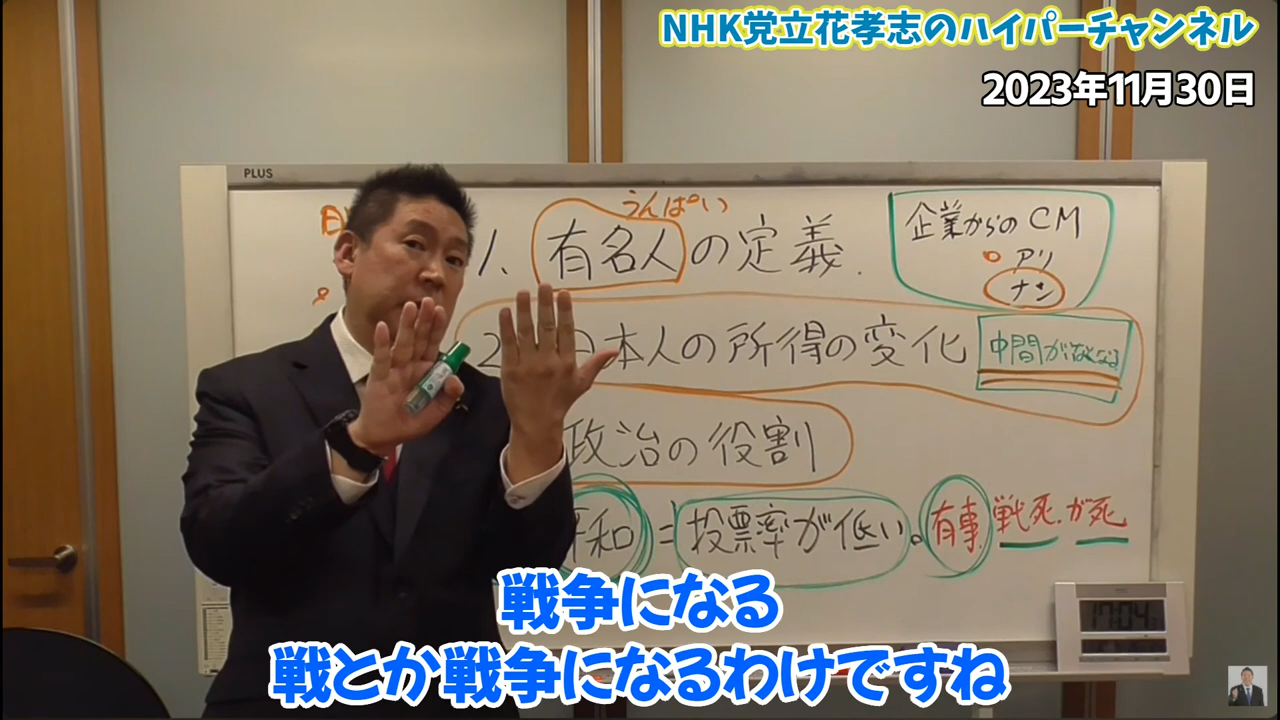 NHK党立花孝志のハイパーチャンネル
2023年11月30日
PLUS
うんぱい
1. 有名人の定義.
企業からのCM
アリ
ナシ
2. 日本人の所得の変化
中間がなくなる
政治の役割
平和=投票率が低い。有事.戦死.が死
17:04
戦争になる
戦とか戦争になるわけですね